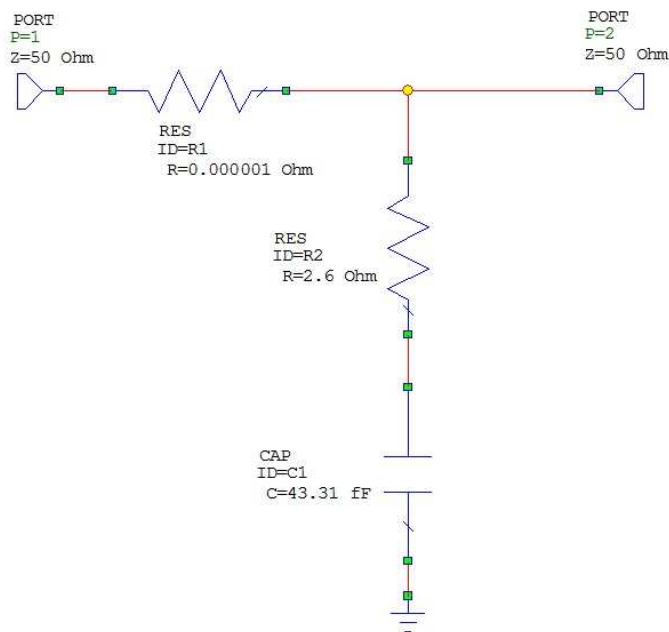 PORT
P=1
Z=50 Ohm
PORT
P=2
Z=50 Ohm
RES
ID=R1
R=0.000001 Ohm
RES
ID=R2
R=2.6 Ohm
CAP
ID=C1
C=43.31 fF